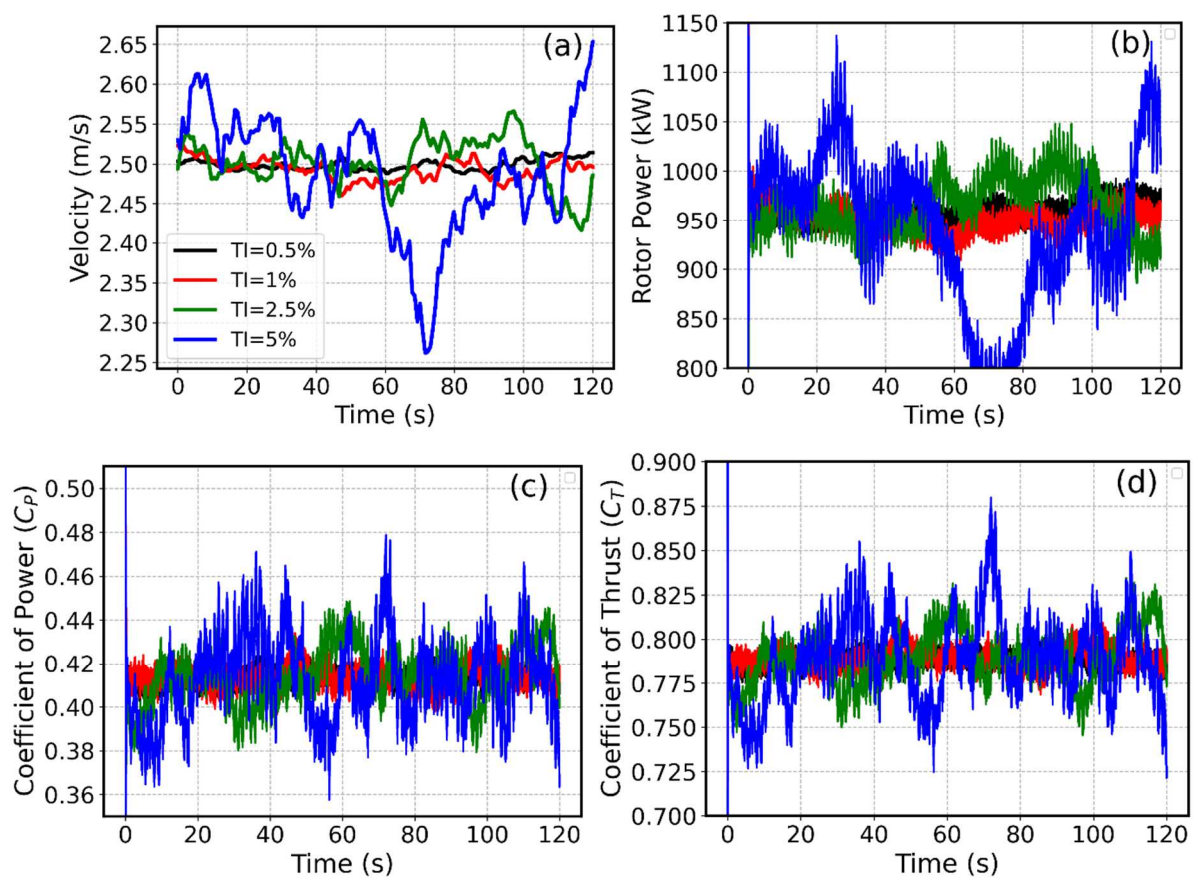 (a)
Velocity (m/s)
2.65
2.60
2.55
2.50
2.45
2.40
2.35
2.30
2.25
TI=0.5%
TI=1%
TI=2.5%
TI=5%
0 20 40 60 80 100 120
Time (s)
(b)
Rotor Power (kW)
1150
1100
1050
1000
950
900
850
800
0 20 40 60 80 100 120
Time (s)
(c)
Coefficient of Power (C_P)
0.50
0.48
0.46
0.44
0.42
0.40
0.38
0.36
0 20 40 60 80 100 120
Time (s)
(d)
Coefficient of Thrust (C_T)
0.900
0.875
0.850
0.825
0.800
0.775
0.750
0.725
0.700
0 20 40 60 80 100 120
Time (s)